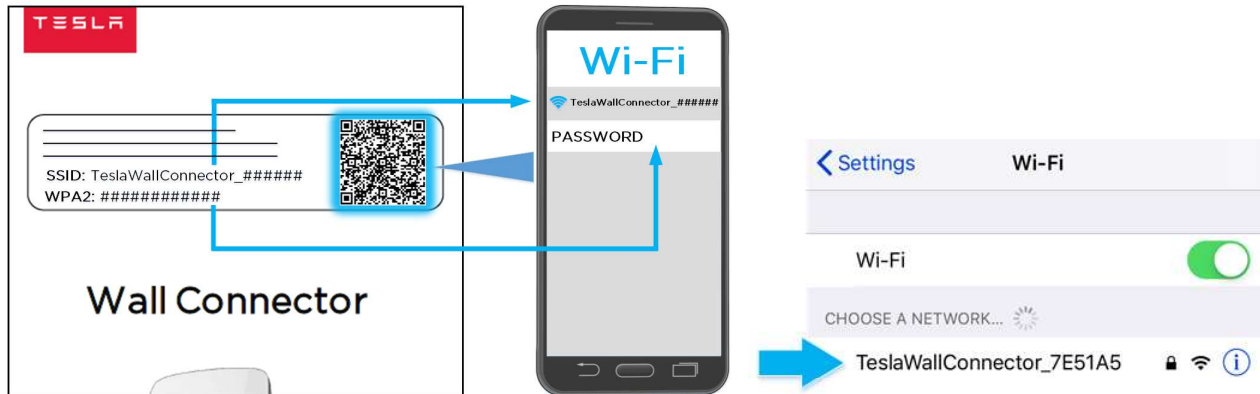 TESLA
SSID: TeslaWallConnector_######
WPA2: ############
Wall Connector
Wi-Fi
TeslaWallConnector_######
PASSWORD
Settings
Wi-Fi
Wi-Fi
CHOOSE A NETWORK...
TeslaWallConnector_7E51A5